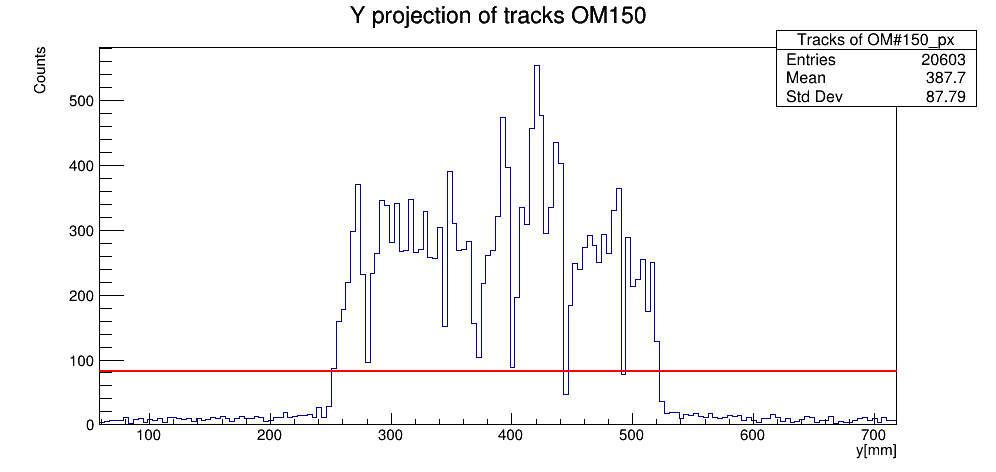 Y projection of tracks OM150
Tracks of OM#150_px
Entries 20603
Mean 387.7
Std Dev 87.79
Counts
500
400
300
200
100
0
100 200 300 400 500 600 700
y[mm]